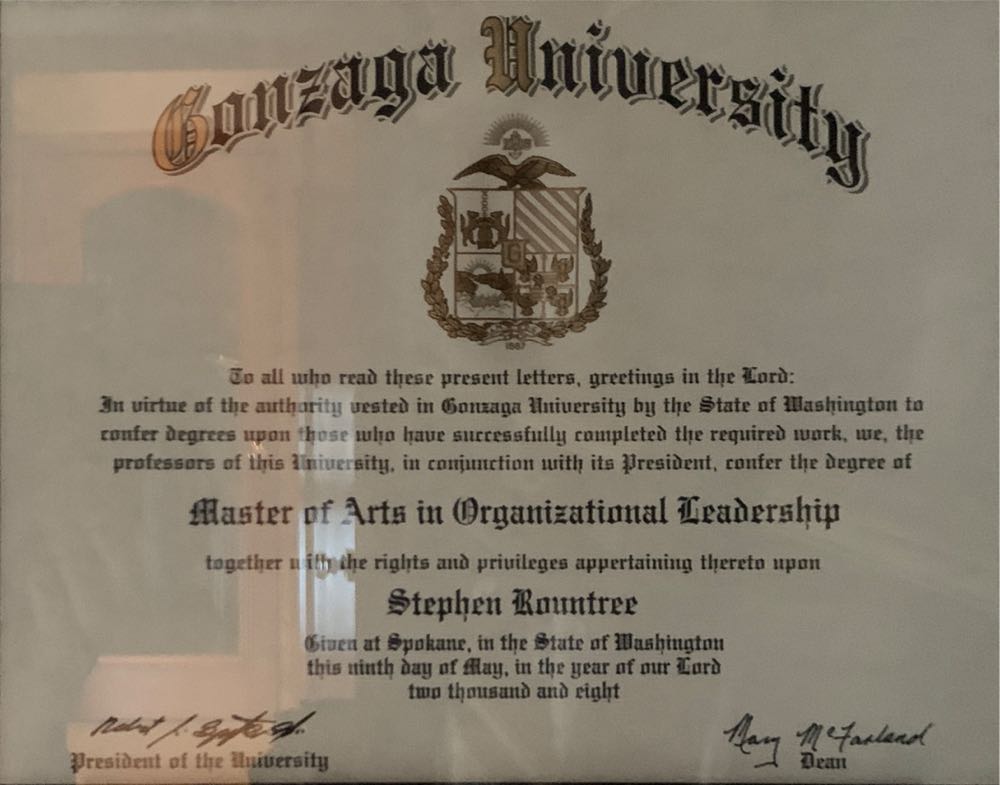 Gonzaga University
IHS
1887
To all who read these present letters, greetings in the Lord:
In virtue of the authority vested in Gonzaga University by the State of Washington to
confer degrees upon those who have successfully completed the required work, we, the
professors of this University, in conjunction with its President, confer the degree of
Master of Arts in Organizational Leadership
together with the rights and privileges appertaining thereto upon
Stephen Rountree
Given at Spokane, in the State of Washington
this ninth day of May, in the year of our Lord
two thousand and eight
Robert J.
Mary McFarland
President of the University
Dean